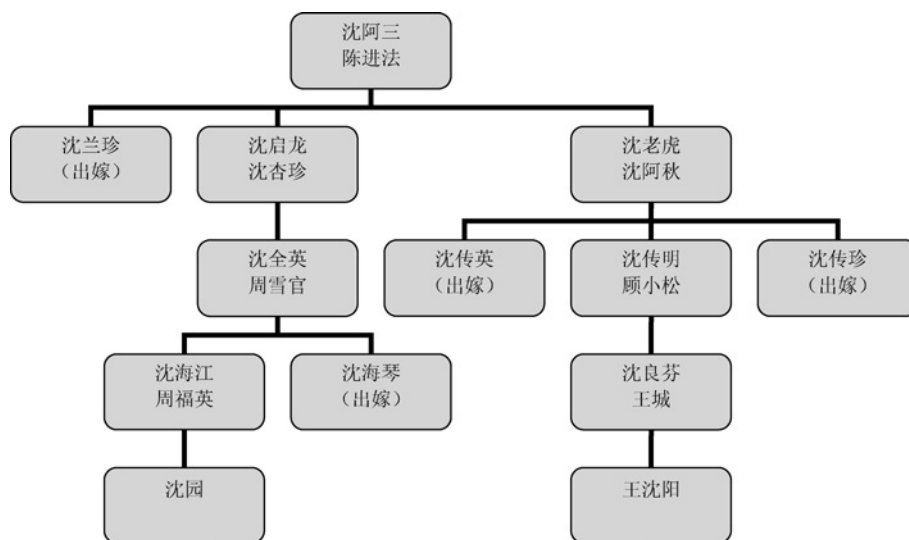 沈阿三
陈进法
沈兰珍
（出嫁）
沈启龙
沈杏珍
沈老虎
沈阿秋
沈全英
周雪官
沈传英
（出嫁）
沈传明
顾小松
沈传珍
（出嫁）
沈海江
周福英
沈海琴
（出嫁）
沈良芬
王城
沈园
王沈阳